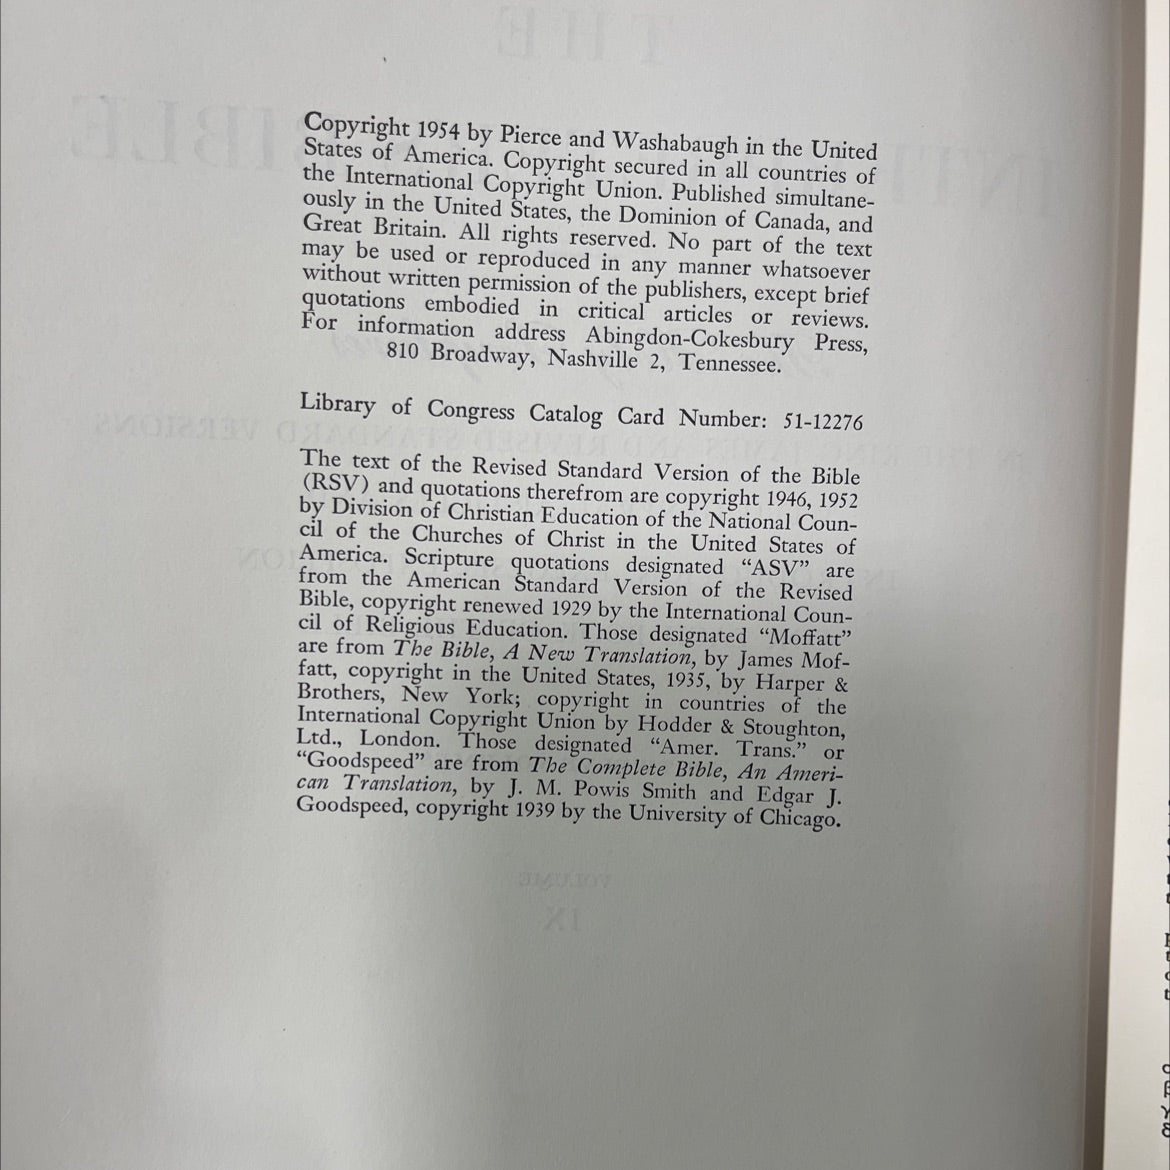 Copyright 1954 by Pierce and Washabaugh in the United
States of America. Copyright secured in all countries of
the International Copyright Union. Published simultane-
ously in the United States, the Dominion of Canada, and
Great Britain. All rights reserved. No part of the text
may be used or reproduced in any manner whatsoever
without written permission of the publishers, except brief
quotations embodied in critical articles or reviews.
For information address Abingdon-Cokesbury Press,
810 Broadway, Nashville 2, Tennessee.
Library of Congress Catalog Card Number: 51-12276
The text of the Revised Standard Version of the Bible
(RSV) and quotations therefrom are copyright 1946, 1952
by Division of Christian Education of the National Coun-
cil of the Churches of Christ in the United States of
America. Scripture quotations designated “ASV” are
from the American Standard Version of the Revised
Bible, copyright renewed 1929 by the International Coun-
cil of Religious Education. Those designated “Moffatt”
are from The Bible, A New Translation, by James Mof-
fatt, copyright in the United States, 1935, by Harper &
Brothers, New York; copyright in countries of the
International Copyright Union by Hodder & Stoughton,
Ltd., London. Those designated “Amer. Trans.” or
“Goodspeed” are from The Complete Bible, An Ameri-
can Translation, by J. M. Powis Smith and Edgar J.
Goodspeed, copyright 1939 by the University of Chicago.